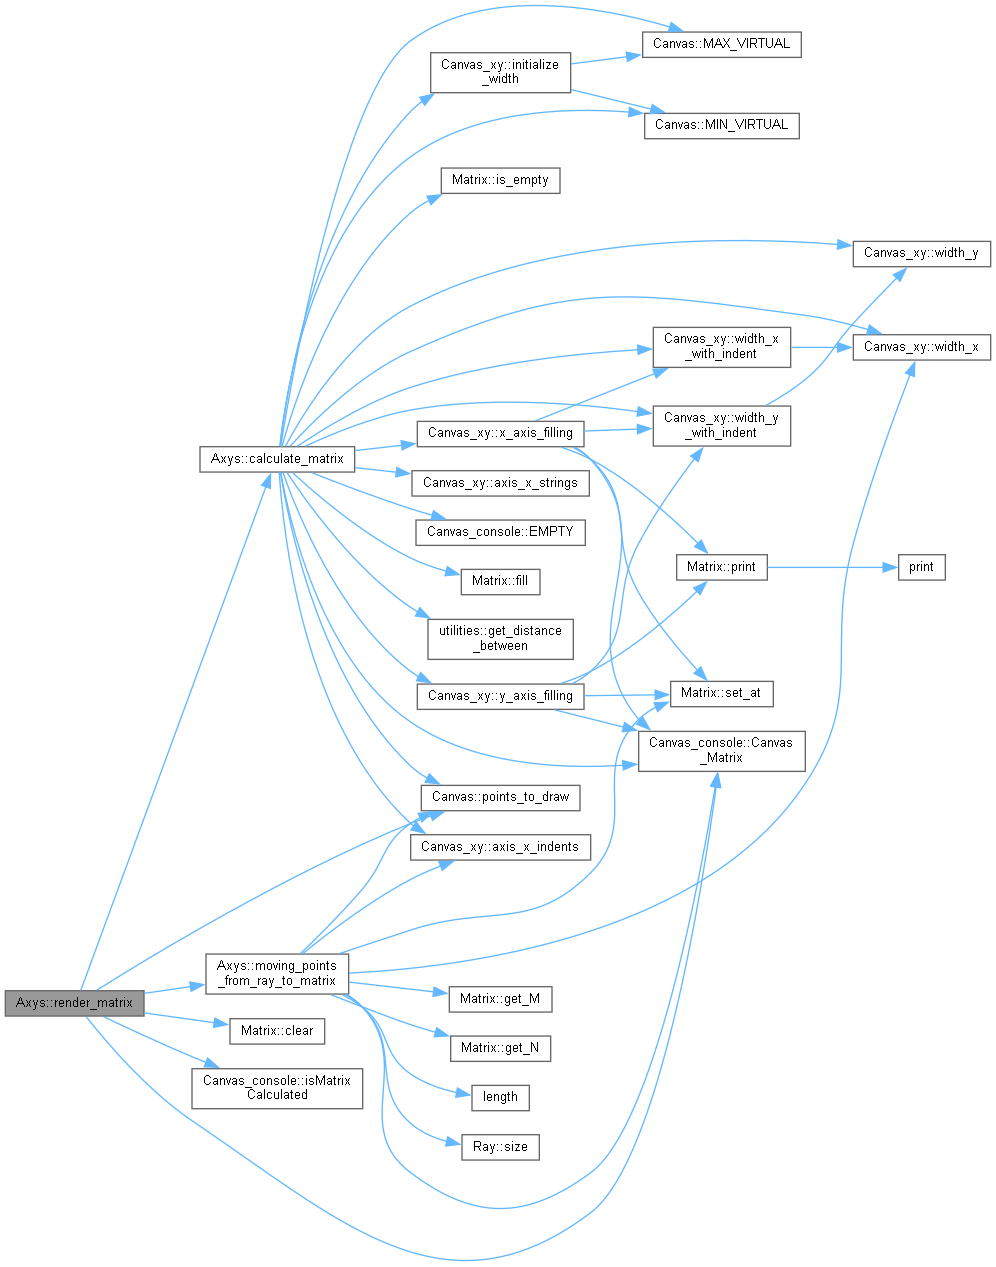 Canvas::MAX_VIRTUAL
Canvas_xy::initialize
_width
Canvas::MIN_VIRTUAL
Matrix::is_empty
Canvas_xy::width_y
Canvas_xy::width_x
_with_indent
Canvas_xy::width_x
Canvas_xy::width_y
_with_indent
Canvas_xy::x_axis_filling
Axys::calculate_matrix
Canvas_xy::axis_x_strings
Canvas_console::EMPTY
Matrix::print
print
Matrix::fill
utilities::get_distance
_between
Canvas_xy::y_axis_filling
Matrix::set_at
Canvas_console::Canvas
_Matrix
Canvas::points_to_draw
Canvas_xy::axis_x_indents
Axys::moving_points
_from_ray_to_matrix
Axys::render_matrix
Matrix::get_M
Matrix::clear
Matrix::get_N
Canvas_console::isMatrix
Calculated
length
Ray::size